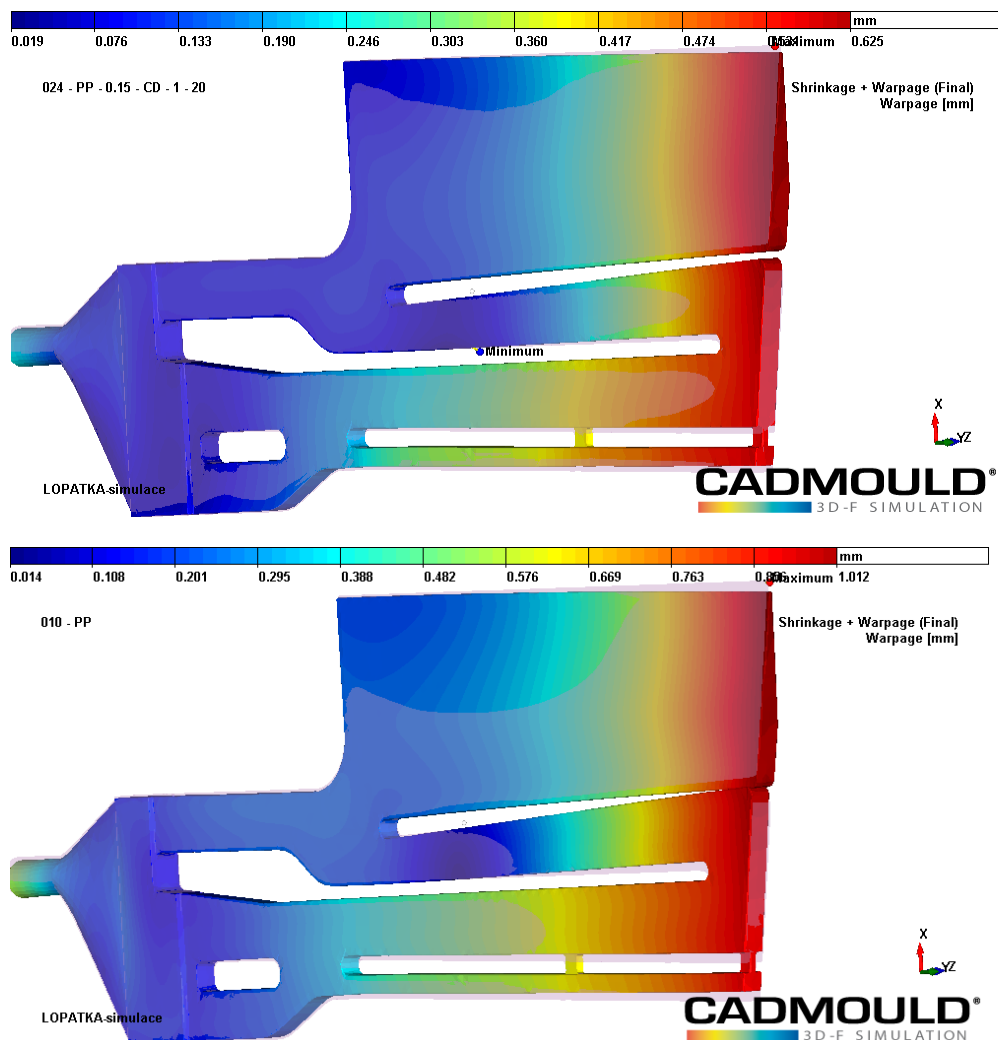 mm
0.019 0.076 0.133 0.190 0.246 0.303 0.360 0.417 0.474 Maximum 0.625
024 - PP - 0.15 - CD - 1 - 20
Shrinkage + Warpage (Final)
Warpage [mm]
Minimum
X
YZ
LOPATKA-simulace
CADMOULD®
3D-F SIMULATION
mm
0.014 0.108 0.201 0.295 0.388 0.482 0.576 0.669 0.763 Maximum 1.012
010 - PP
Shrinkage + Warpage (Final)
Warpage [mm]
X
YZ
LOPATKA-simulace
CADMOULD®
3D-F SIMULATION